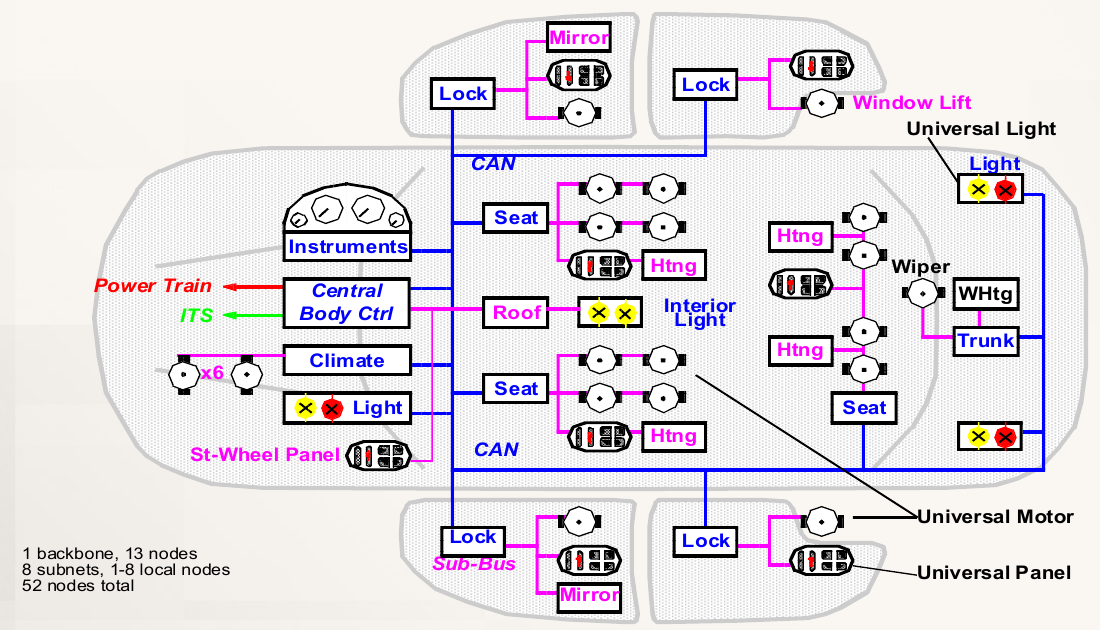 Mirror
Lock
Lock
Window Lift
Universal Light
CAN
Light
Seat
Instruments
Htng
Htng
Wiper
Power Train
Central
Body Ctrl
WHtg
ITS
Roof
Interior
Light
Trunk
Climate
Htng
x6
Seat
Light
Seat
Htng
CAN
St-Wheel Panel
Universal Motor
Lock
Lock
Sub-Bus
1 backbone, 13 nodes
8 subnets, 1-8 local nodes
52 nodes total
Universal Panel
Mirror